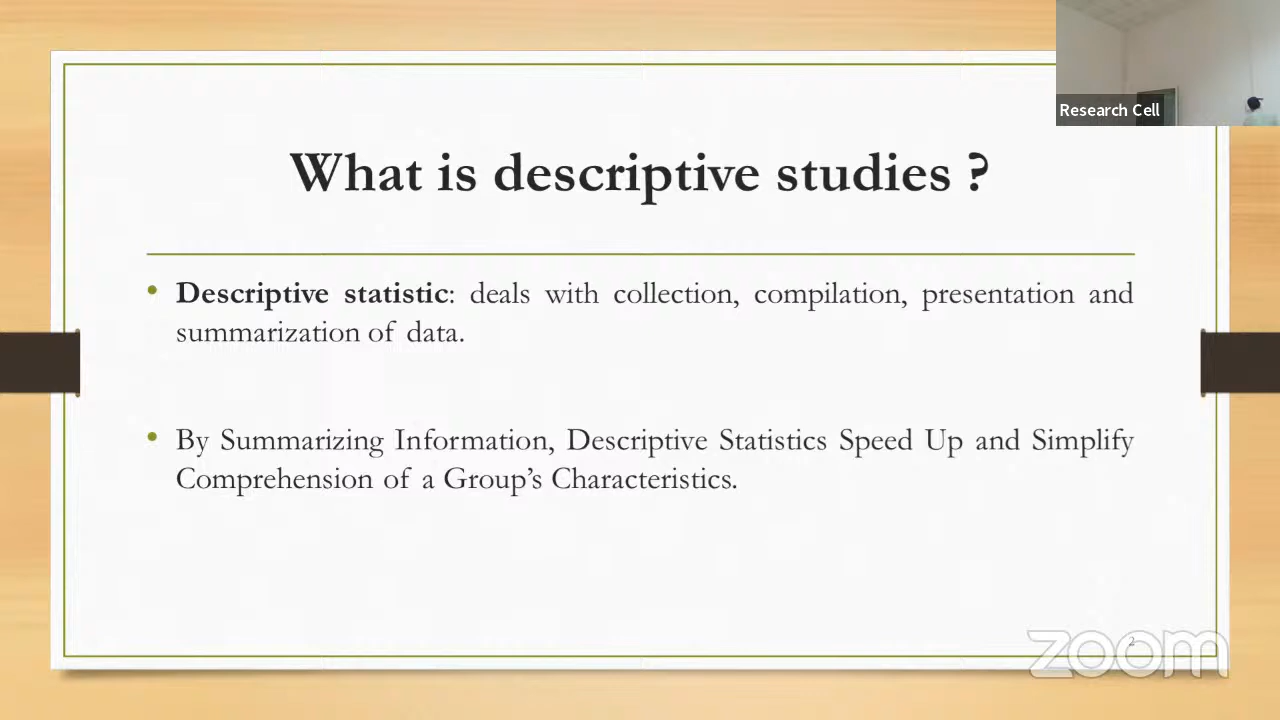 Research Cell
What is descriptive studies ?
• Descriptive statistic: deals with collection, compilation, presentation and
summarization of data.
• By Summarizing Information, Descriptive Statistics Speed Up and Simplify
Comprehension of a Group’s Characteristics.
2
zoom